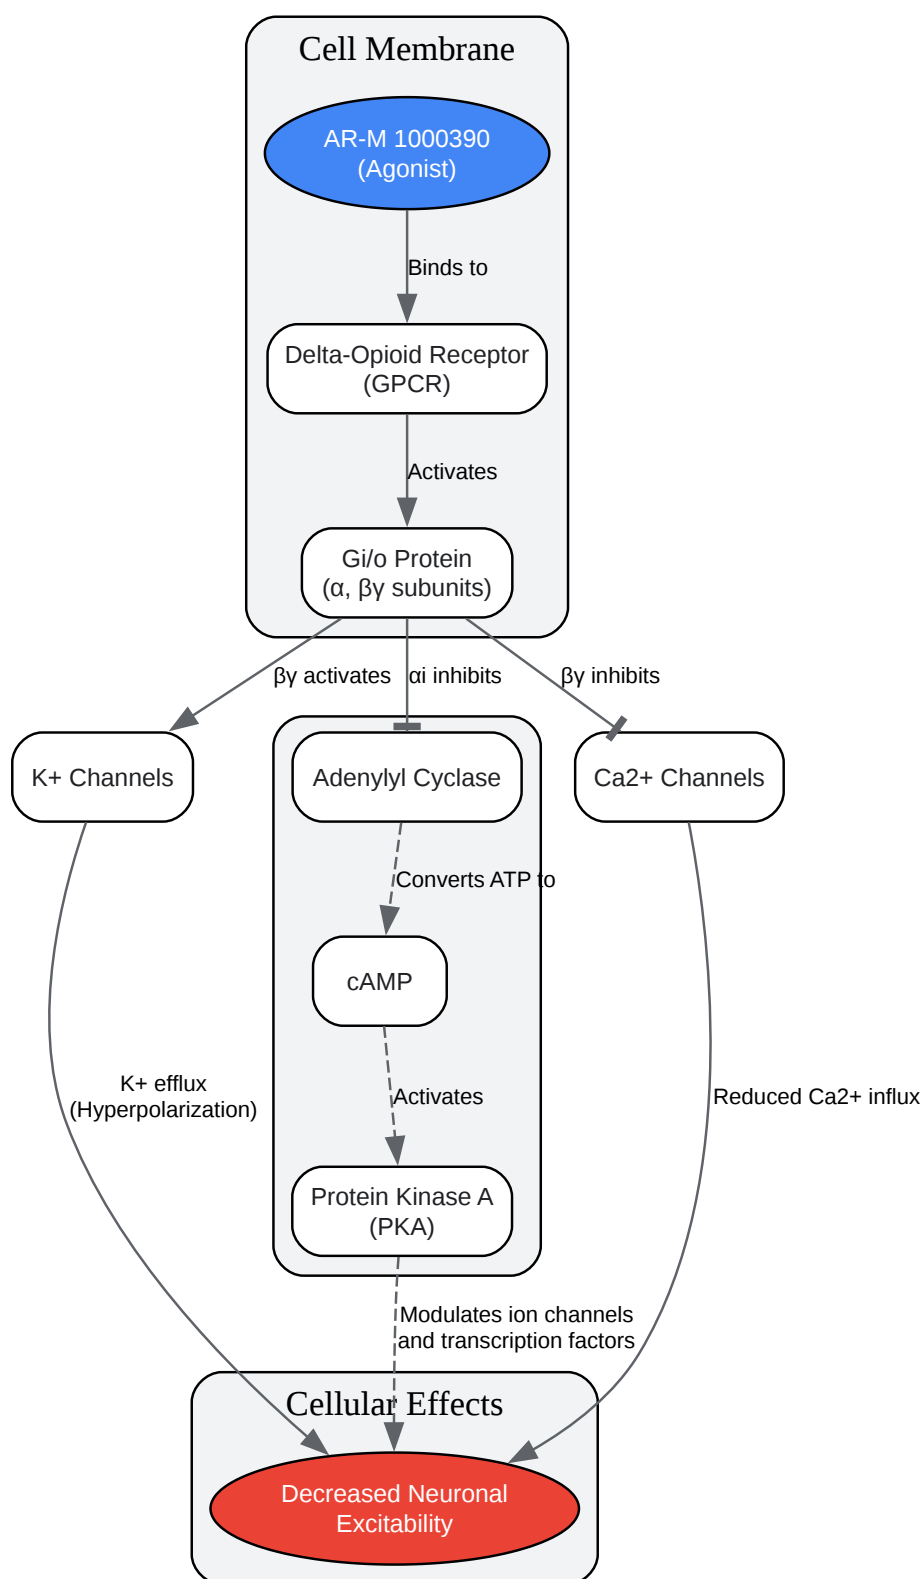 Cell Membrane
AR-M 1000390
(Agonist)
Binds to
Delta-Opioid Receptor
(GPCR)
Activates
Gi/o Protein
(α, βγ subunits)
βγ activates
αi inhibits
βγ inhibits
K+ Channels
Adenylyl Cyclase
Ca2+ Channels
Converts ATP to
cAMP
K+ efflux
(Hyperpolarization)
Activates
Reduced Ca2+ influx
Protein Kinase A
(PKA)
Modulates ion channels
and transcription factors
Cellular Effects
Decreased Neuronal
Excitability